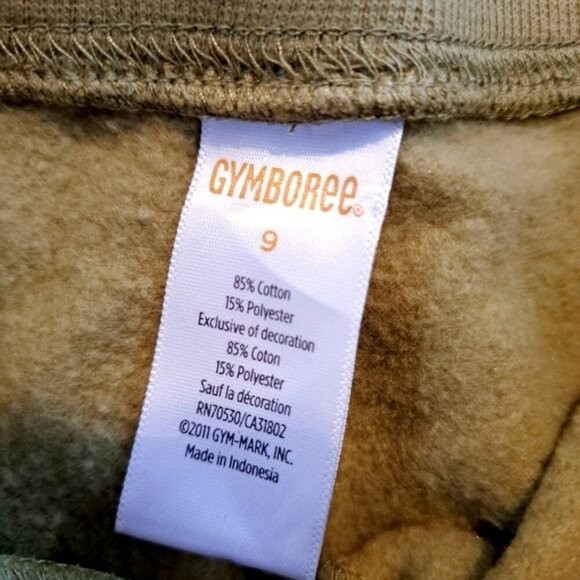 GYMBOREE®
9
85% Cotton
15% Polyester
Exclusive of decoration
85% Coton
15% Polyester
Sauf la décoration
RN70530/CA31802
©2011 GYM-MARK, INC.
Made in Indonesia